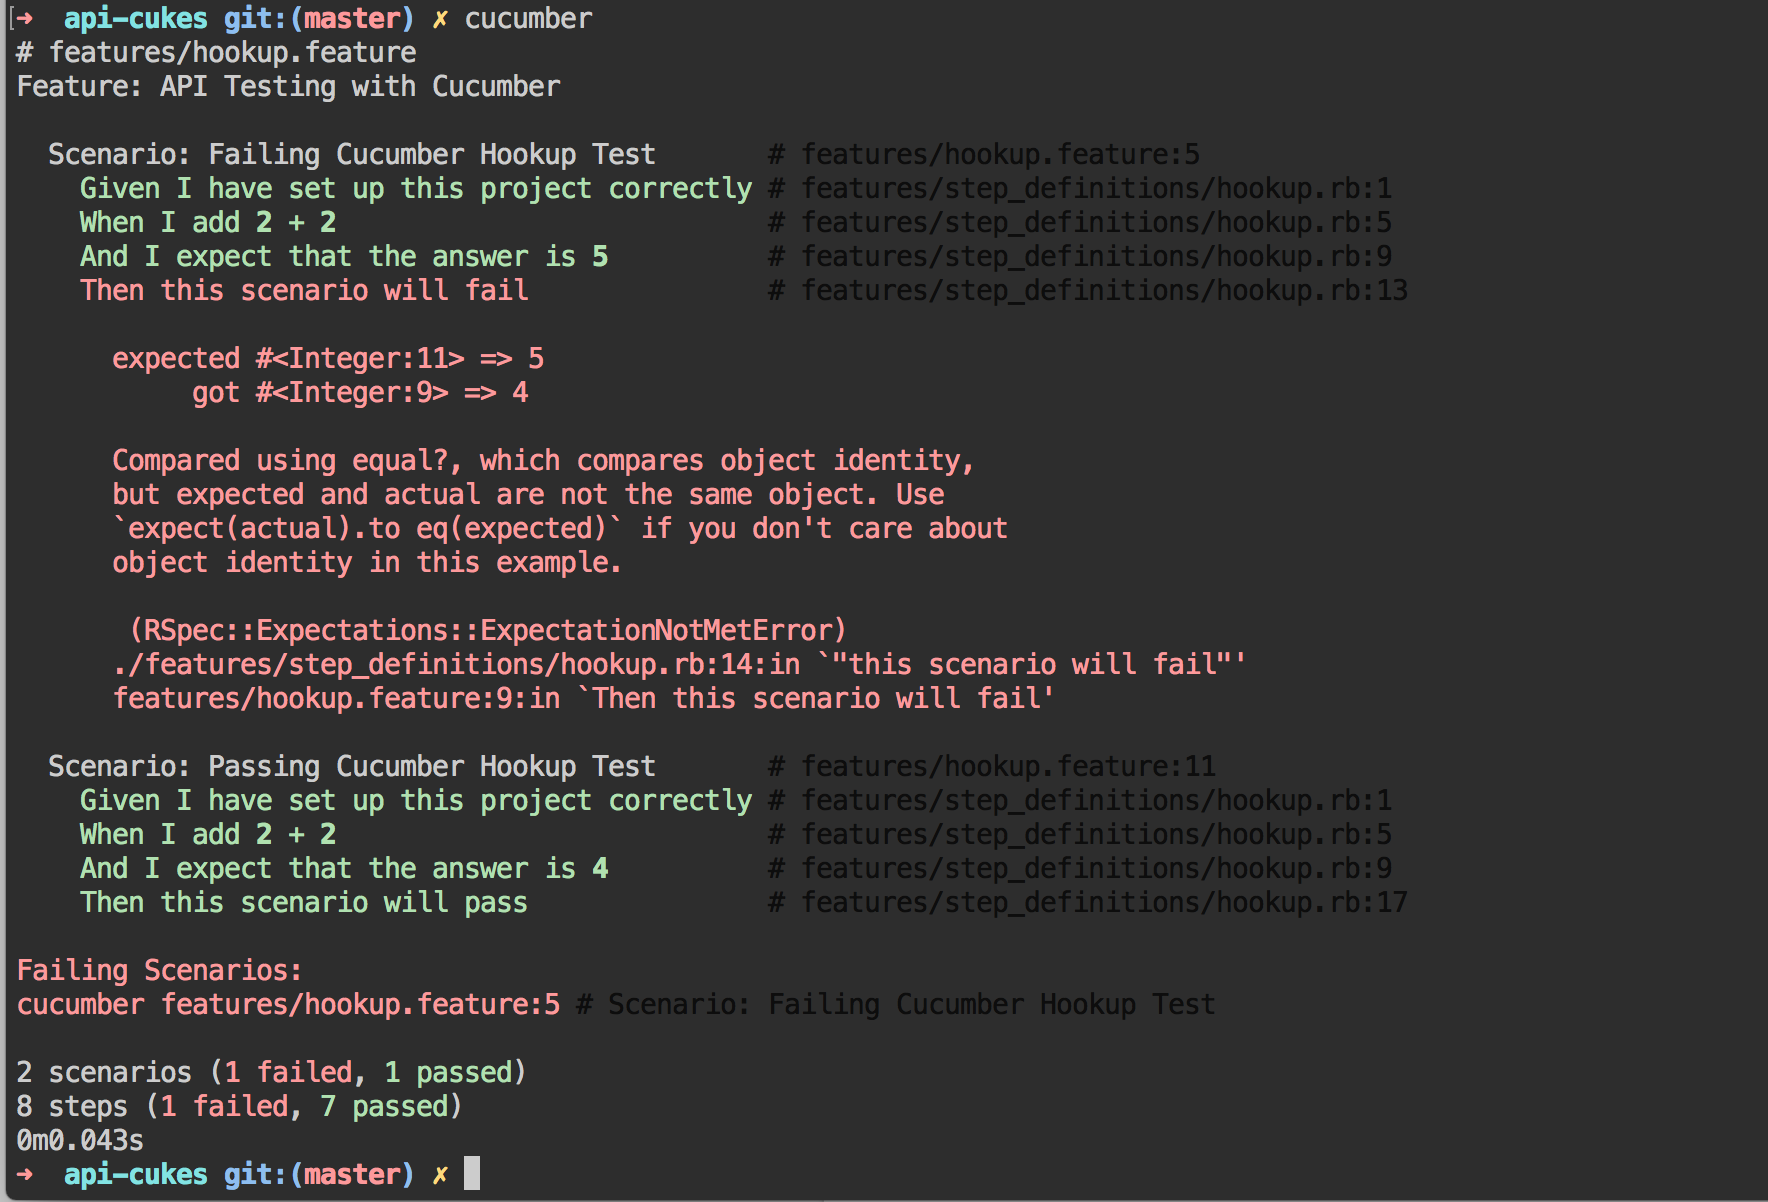 [➜  api-cukes git:(master) ✗ cucumber
# features/hookup.feature
Feature: API Testing with Cucumber

  Scenario: Failing Cucumber Hookup Test       # features/hookup.feature:5
    Given I have set up this project correctly # features/step_definitions/hookup.rb:1
    When I add 2 + 2                           # features/step_definitions/hookup.rb:5
    And I expect that the answer is 5          # features/step_definitions/hookup.rb:9
    Then this scenario will fail               # features/step_definitions/hookup.rb:13

      expected #<Integer:11> => 5
           got #<Integer:9> => 4

      Compared using equal?, which compares object identity,
      but expected and actual are not the same object. Use
      `expect(actual).to eq(expected)` if you don't care about
      object identity in this example.

       (RSpec::Expectations::ExpectationNotMetError)
      ./features/step_definitions/hookup.rb:14:in `"this scenario will fail"'
      features/hookup.feature:9:in `Then this scenario will fail'

  Scenario: Passing Cucumber Hookup Test       # features/hookup.feature:11
    Given I have set up this project correctly # features/step_definitions/hookup.rb:1
    When I add 2 + 2                           # features/step_definitions/hookup.rb:5
    And I expect that the answer is 4          # features/step_definitions/hookup.rb:9
    Then this scenario will pass               # features/step_definitions/hookup.rb:17

Failing Scenarios:
cucumber features/hookup.feature:5 # Scenario: Failing Cucumber Hookup Test

2 scenarios (1 failed, 1 passed)
8 steps (1 failed, 7 passed)
0m0.043s
➜  api-cukes git:(master) ✗